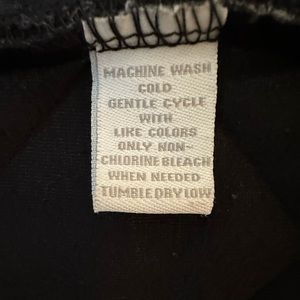 MACHINE WASH
COLD
GENTLE CYCLE
WITH
LIKE COLORS
ONLY NON-
CHLORINE BLEACH
WHEN NEEDED
TUMBLE DRY LOW